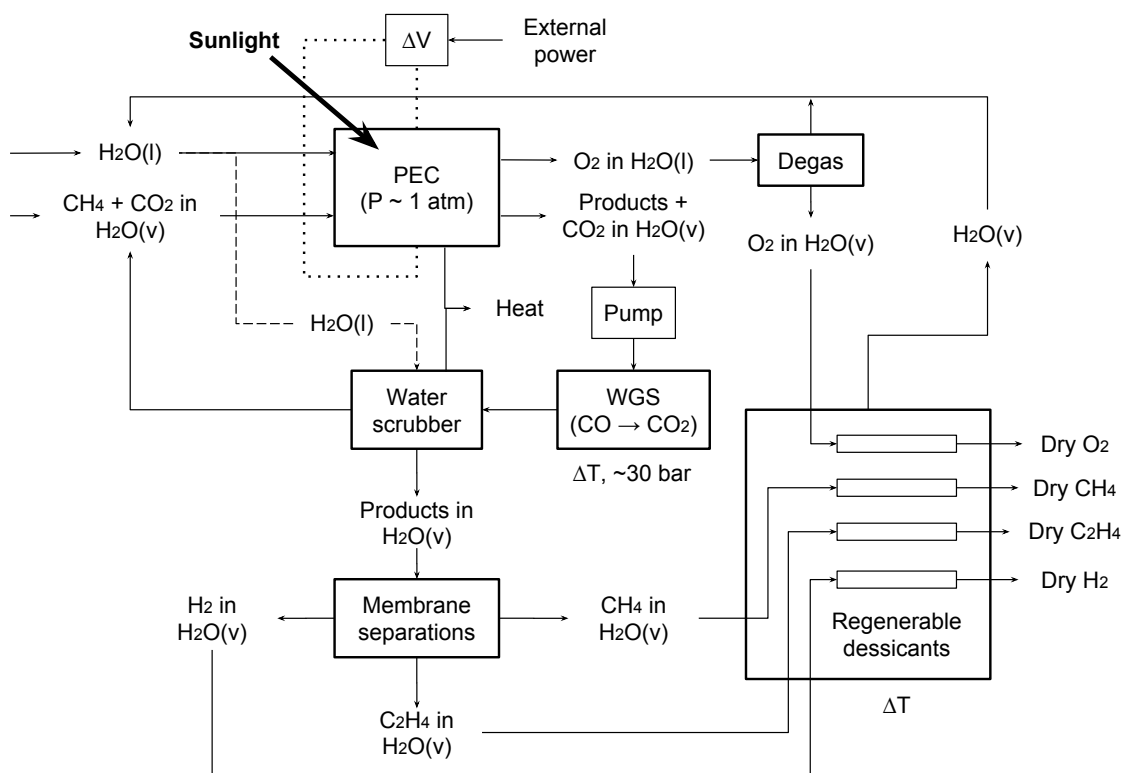 Sunlight
ΔV
External
power
H2O(l)
CH4 + CO2 in
H2O(v)
PEC
(P ~ 1 atm)
O2 in H2O(l)
Products +
CO2 in H2O(v)
Degas
O2 in H2O(v)
H2O(v)
Heat
H2O(l)
Pump
Water
scrubber
WGS
(CO → CO2)
ΔT, ~30 bar
Products in
H2O(v)
Dry O2
Dry CH4
Dry C2H4
Dry H2
Regenerable
dessicants
ΔT
H2 in
H2O(v)
Membrane
separations
CH4 in
H2O(v)
C2H4 in
H2O(v)